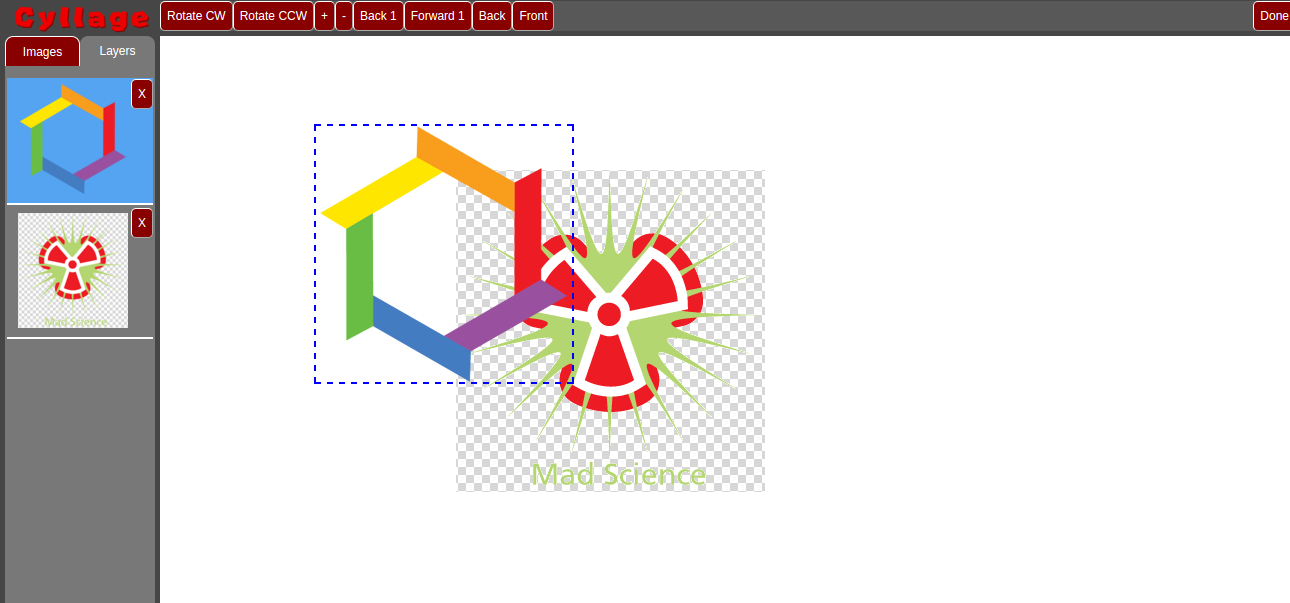 Cyllage
Rotate CW Rotate CCW + - Back 1 Forward 1 Back Front Done
Images Layers
X
X
Mad Science
Mad Science